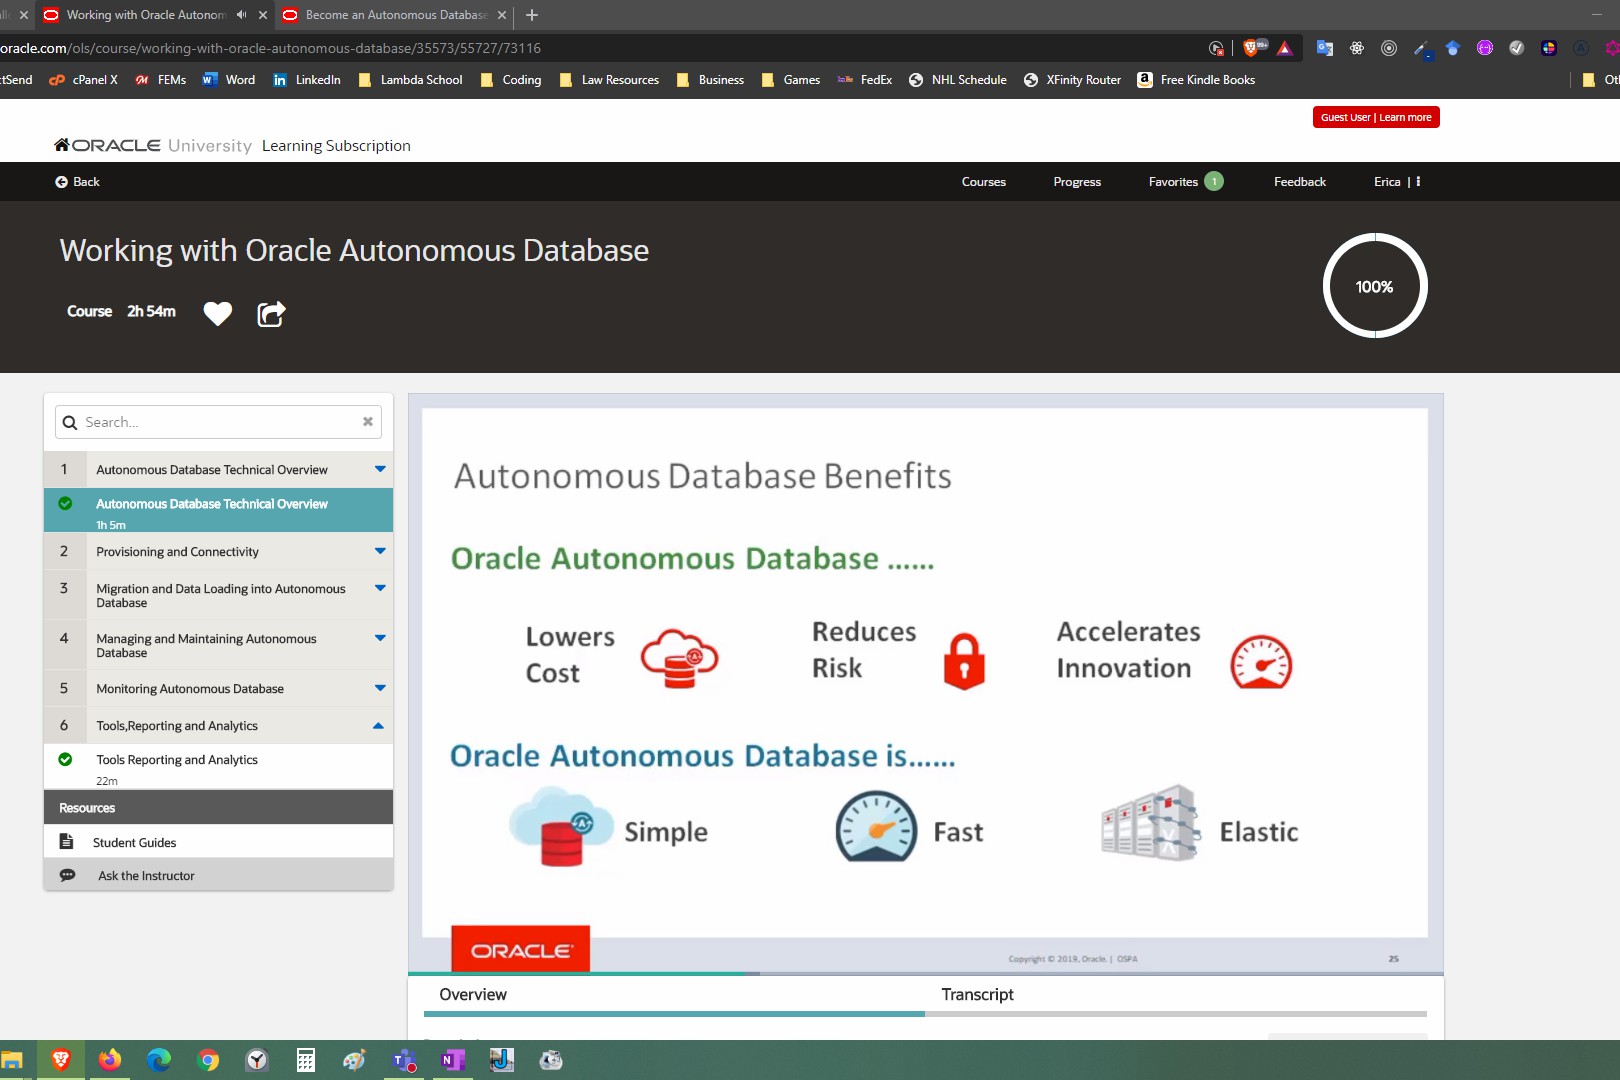 Working with Oracle Autonom
Become an Autonomous Database
oracle.com/ols/course/working-with-oracle-autonomous-database/35573/55727/73116
99+
ctSend cPanel X FEMs Word LinkedIn Lambda School Coding Law Resources Business Games FedEx NHL Schedule XFinity Router Free Kindle Books
Guest User | Learn more
ORACLE University Learning Subscription
Back Courses Progress Favorites 1 Feedback Erica |
Working with Oracle Autonomous Database
100%
Course 2h 54m
Search...
1 Autonomous Database Technical Overview
Autonomous Database Technical Overview
1h 5m
2 Provisioning and Connectivity
3 Migration and Data Loading into Autonomous
Database
4 Managing and Maintaining Autonomous
Database
5 Monitoring Autonomous Database
6 Tools,Reporting and Analytics
Tools Reporting and Analytics
22m
Resources
Student Guides
Ask the Instructor
Autonomous Database Benefits
Oracle Autonomous Database ......
Lowers
Cost
Reduces
Risk
Accelerates
Innovation
Oracle Autonomous Database is......
Simple
Fast
Elastic
ORACLE
Copyright © 2019, Oracle. | OSPA
25
Overview
Transcript